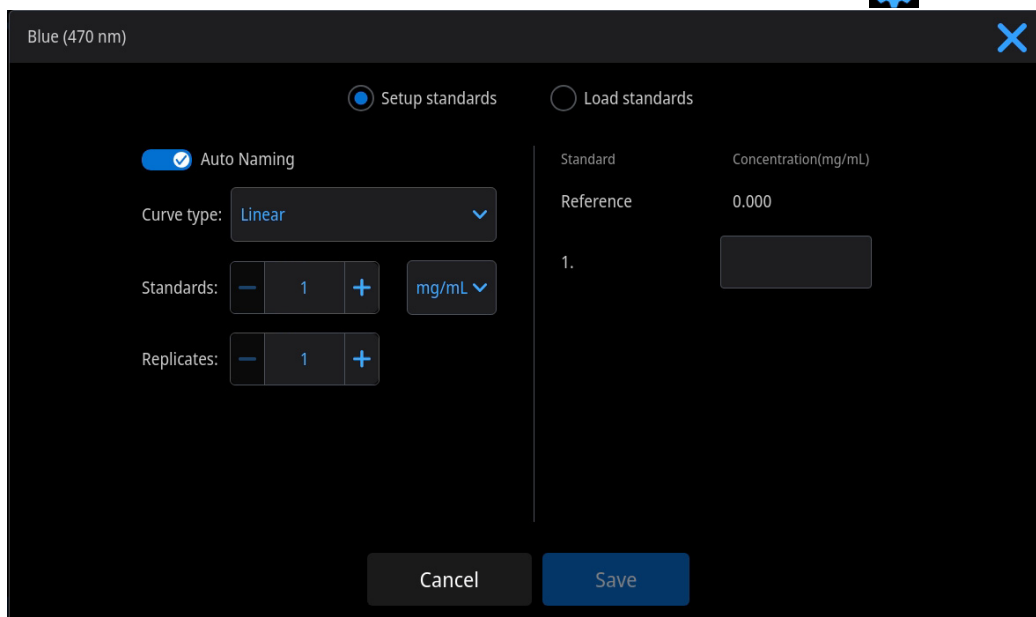 Blue (470 nm)
Setup standards
Load standards
Auto Naming
Curve type: Linear
Standards: 1 mg/mL
Replicates: 1
Standard Concentration(mg/mL)
Reference 0.000
1.
Cancel
Save